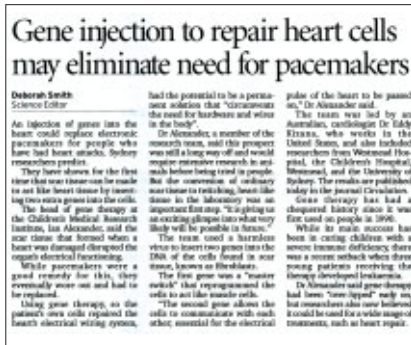 Gene injection to repair heart cells
may eliminate need for pacemakers
Deborah Smith
Science Editor
An injection of genes into the
heart could replace electronic
pacemakers for people who
have had heart attacks, Sydney
researchers predict.
They have shown for the first
time that scar tissue can be made
to act like heart tissue by insert-
ing two extra genes into the cells.
The head of gene therapy at
the Children's Medical Research
Institute, Ian Alexander, said the
scar tissue that formed when a
heart was damaged disrupted the
organ's electrical functioning.
While pacemakers were a
good remedy for this, they
eventually wore out and had to
be replaced.
Using gene therapy, so the
patient's own cells repaired the
heart's electrical wiring system,
had the potential to be a perma-
nent solution that "circumvents
the need for hardware and wires
in the body".
Dr Alexander, a member of the
research team, said this prospect
was still a long way off and would
require extensive research in ani-
mals before being tried in people.
But the conversion of ordinary
scar tissue to twitching, heart-like
tissue in the laboratory was an
important first step. "It is giving us
an exciting glimpse into what very
likely will be possible in future."
The team used a harmless
virus to insert two genes into the
DNA of the cells found in scar
tissue, known as fibroblasts.
The first gene was a "master
switch" that reprogrammed the
cells to act like muscle cells.
"The second gene allows the
cells to communicate with each
other, essential for the electrical
pulse of the heart to be passed
on," Dr Alexander said.
The team was led by an
Australian, cardiologist Dr Eddy
Kizana, who works in the
United States, and also included
researchers from Westmead Hos-
pital, the Children's Hospital,
Westmead, and the University of
Sydney. The results are published
today in the journal Circulation.
Gene therapy has had a
chequered history since it was
first used on people in 1990.
While its main success has
been in curing children with a
severe immune deficiency, there
was a recent setback when three
young patients receiving the
therapy developed leukaemia.
Dr Alexander said gene therapy
had been "over-hyped" early on,
but researchers also now believed
it could be used for a wide range of
treatments, such as heart repair.